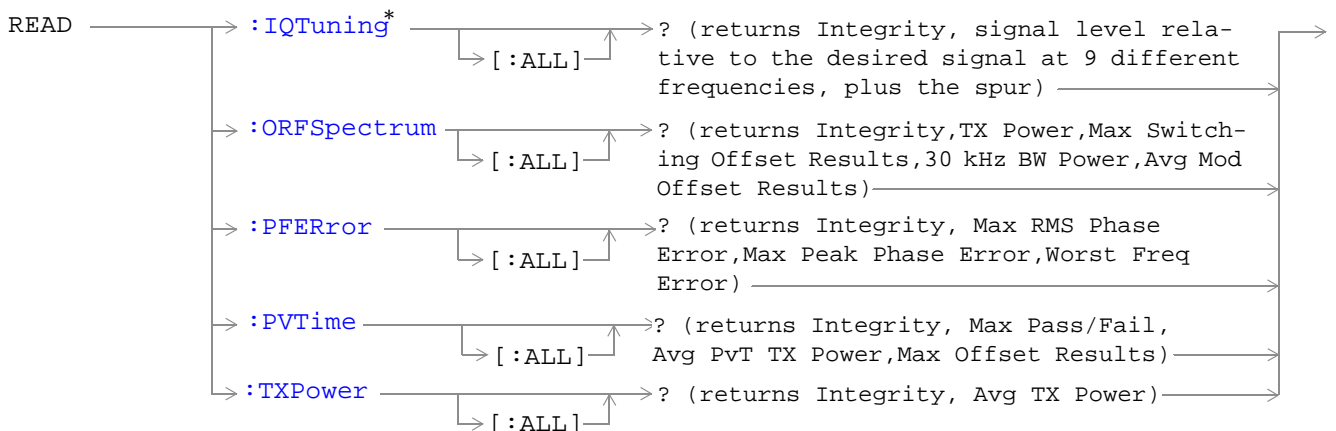 READ :IQTuning* ? (returns Integrity, signal level rela-
[:ALL] tive to the desired signal at 9 different
frequencies, plus the spur)
:ORFSpectrum ? (returns Integrity,TX Power,Max Switch-
[:ALL] ing Offset Results,30 kHz BW Power,Avg Mod
Offset Results)
:PFERror ? (returns Integrity, Max RMS Phase
[:ALL] Error,Max Peak Phase Error,Worst Freq
Error)
:PVTime ? (returns Integrity, Max Pass/Fail,
[:ALL] Avg PvT TX Power,Max Offset Results)
:TXPower ? (returns Integrity, Avg TX Power)
[:ALL]